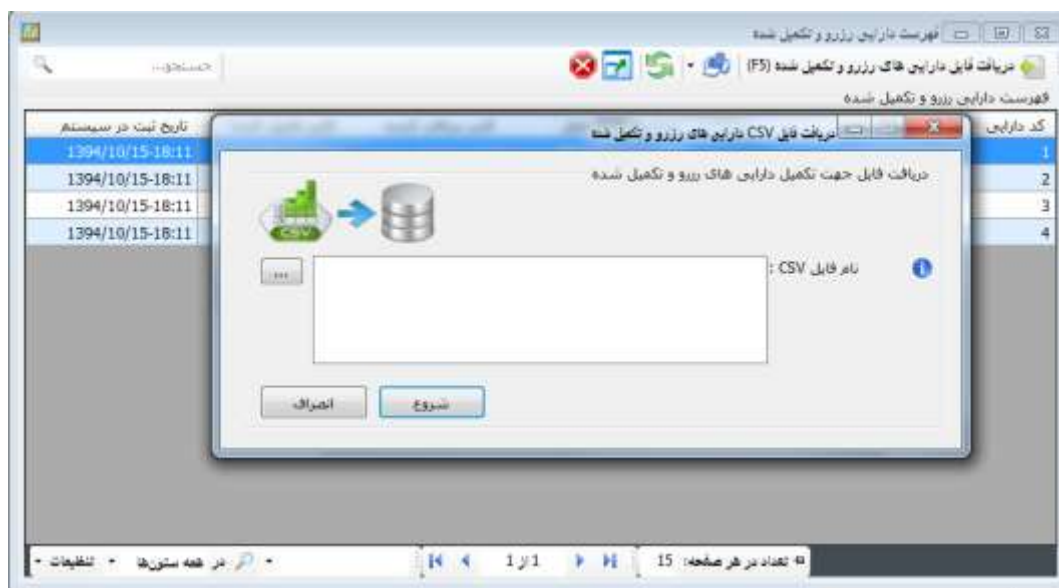 فهرست دارایی رزرو و تکمیل شده
دریافت فایل دارایی های رزرو و تکمیل شده (F5)
جستجو...
فهرست دارایی رزرو و تکمیل شده
کد دارایی
تاریخ ثبت در سیستم
1 1394/10/15-18:11
2 1394/10/15-18:11
3 1394/10/15-18:11
4 1394/10/15-18:11
دریافت فایل CSV دارایی های رزرو و تکمیل شده
دریافت فایل جهت تکمیل دارایی های رزرو و تکمیل شده
CSV
نام فایل CSV :
...
شروع
انصراف
تعداد در هر صفحه: 15
1 از 1
در همه ستون‌ها
تنظیمات